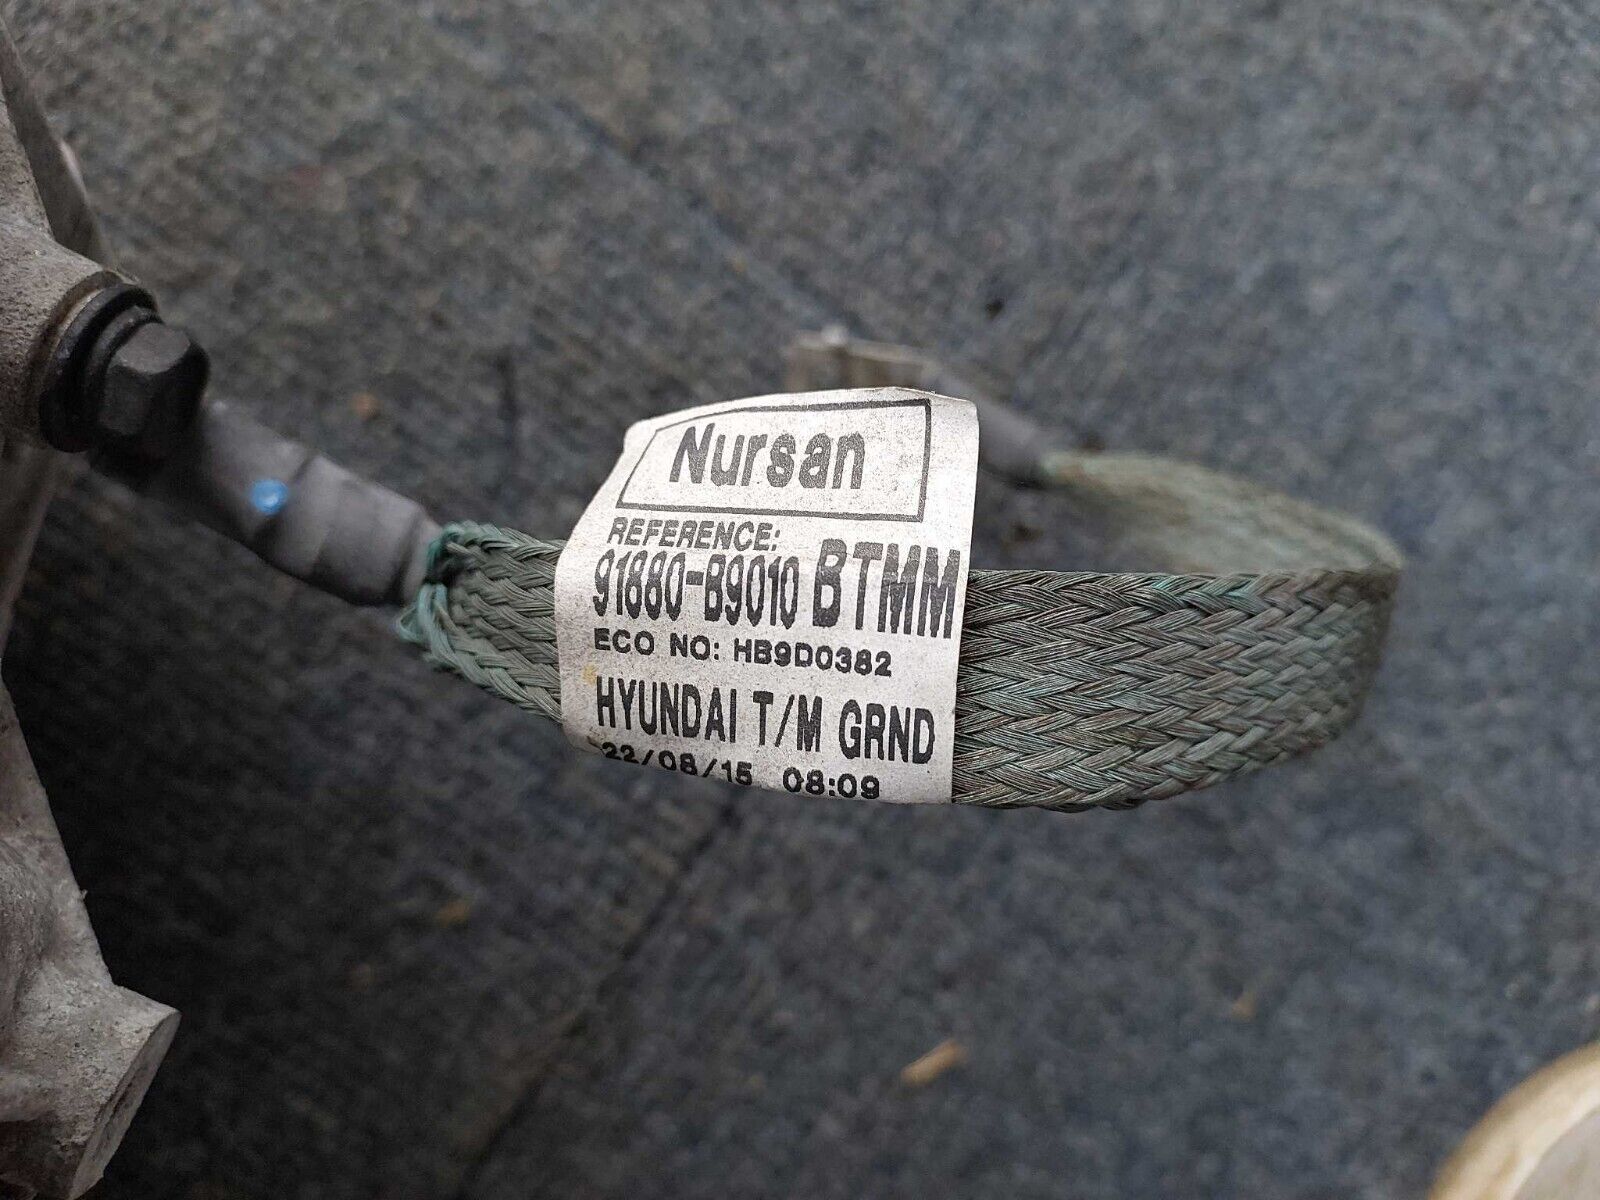 Nursan
REFERENCE:
91880-B9010 BTMM
ECO NO: HB9D0382
HYUNDAI T/M GRND
22/08/15 08:09